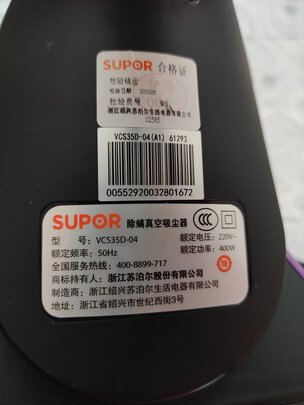 SUPOR 合格证
检验结论
检验日期 200328
检验员号 95
浙江绍兴苏泊尔生活电器有限公司
02585
VCS35D-04(A1) 61293
00552920032801672
SUPOR 除螨真空吸尘器
型 号: VCS35D-04 额定电压: 220V~
额定频率: 50Hz 额定功率: 400W
全国服务热线: 400-8899-717
商标持有人: 浙江苏泊尔股份有限公司
制造商: 浙江绍兴苏泊尔生活电器有限公司
地址: 浙江省绍兴市世纪西街3号